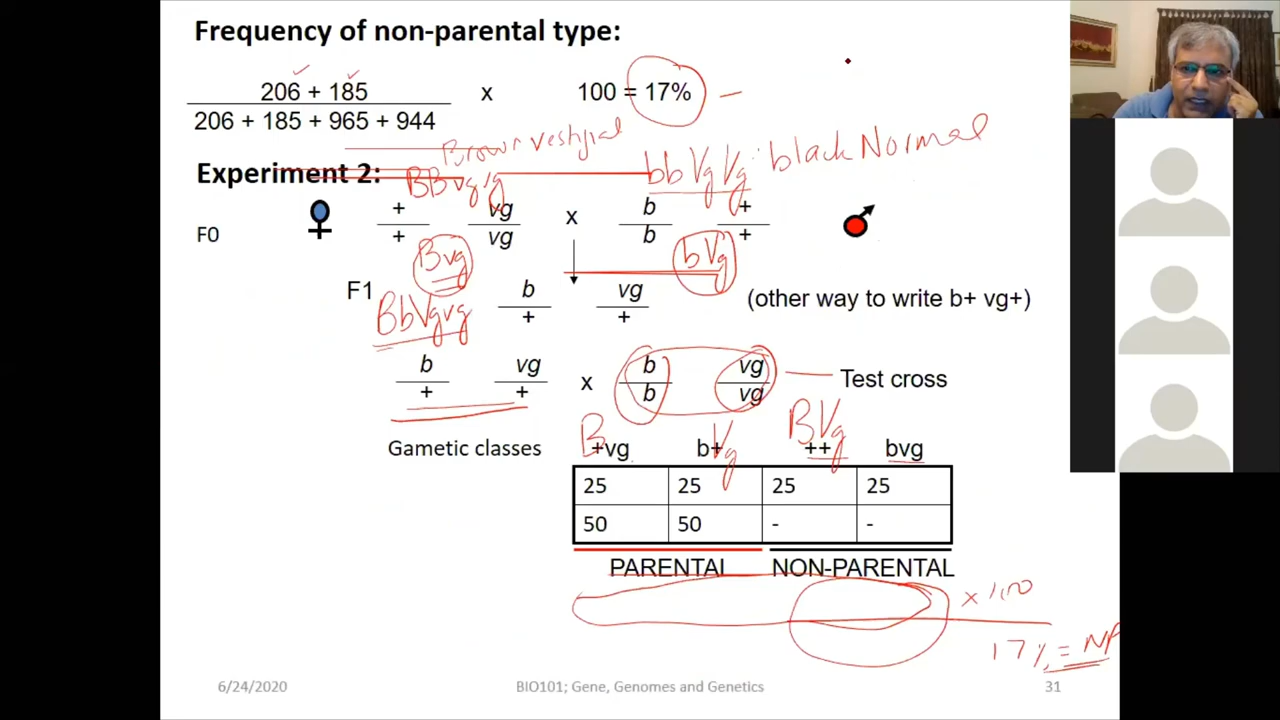 Frequency of non-parental type:
206 + 185 x 100 = 17%
206 + 185 + 965 + 944
Brown vestgial
Experiment 2: BBvgvg bbVgVg black Normal
+ vg x b +
F0 + vg b +
Bvg bVg
F1 b vg (other way to write b+ vg+)
BbVgvg + +
b vg x b vg Test cross
+ + b vg
B Vg BVg
Gametic classes +vg b+ ++ bvg
25 25 25 25
50 50 - -
PARENTAL NON-PARENTAL
x 100
17% = NP
6/24/2020 BIO101; Gene, Genomes and Genetics 31